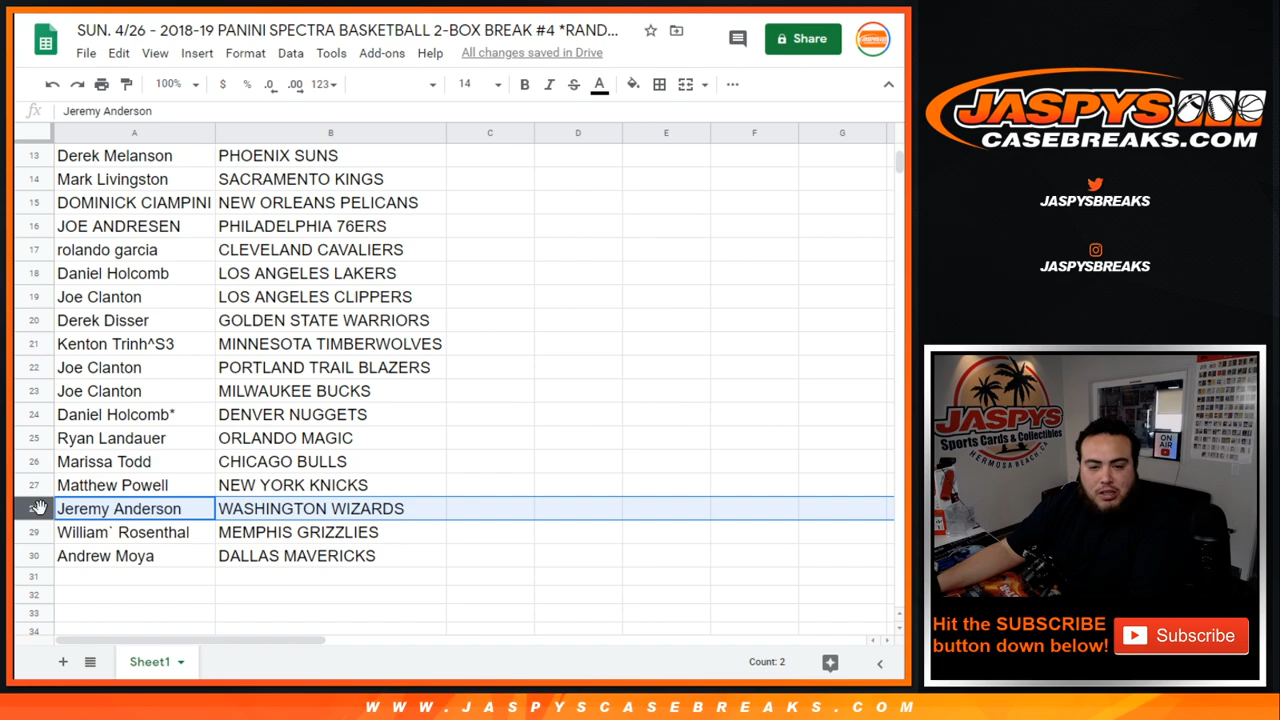 SUN. 4/26 - 2018-19 PANINI SPECTRA BASKETBALL 2-BOX BREAK #4 *RAND...
File Edit View Insert Format Data Tools Add-ons Help All changes saved in Drive
Share
100% $ % .0 .00 123 14 B I S A
fx Jeremy Anderson
A B C D E F G
13 Derek Melanson PHOENIX SUNS
14 Mark Livingston SACRAMENTO KINGS
15 DOMINICK CIAMPINI NEW ORLEANS PELICANS
16 JOE ANDRESEN PHILADELPHIA 76ERS
17 rolando garcia CLEVELAND CAVALIERS
18 Daniel Holcomb LOS ANGELES LAKERS
19 Joe Clanton LOS ANGELES CLIPPERS
20 Derek Disser GOLDEN STATE WARRIORS
21 Kenton Trinh^S3 MINNESOTA TIMBERWOLVES
22 Joe Clanton PORTLAND TRAIL BLAZERS
23 Joe Clanton MILWAUKEE BUCKS
24 Daniel Holcomb* DENVER NUGGETS
25 Ryan Landauer ORLANDO MAGIC
26 Marissa Todd CHICAGO BULLS
27 Matthew Powell NEW YORK KNICKS
Jeremy Anderson WASHINGTON WIZARDS
29 William` Rosenthal MEMPHIS GRIZZLIES
30 Andrew Moya DALLAS MAVERICKS
31
32
33
34
Sheet1
Count: 2
JASPYS
CASEBREAKS.COM
JASPYSBREAKS
JASPYSBREAKS
JASPYS
Sports Cards & Collectibles
HERMOSA BEACH, CA
ON AIR
Hit the SUBSCRIBE
button down below!
Subscribe
WWW.JASPYSCASEBREAKS.COM